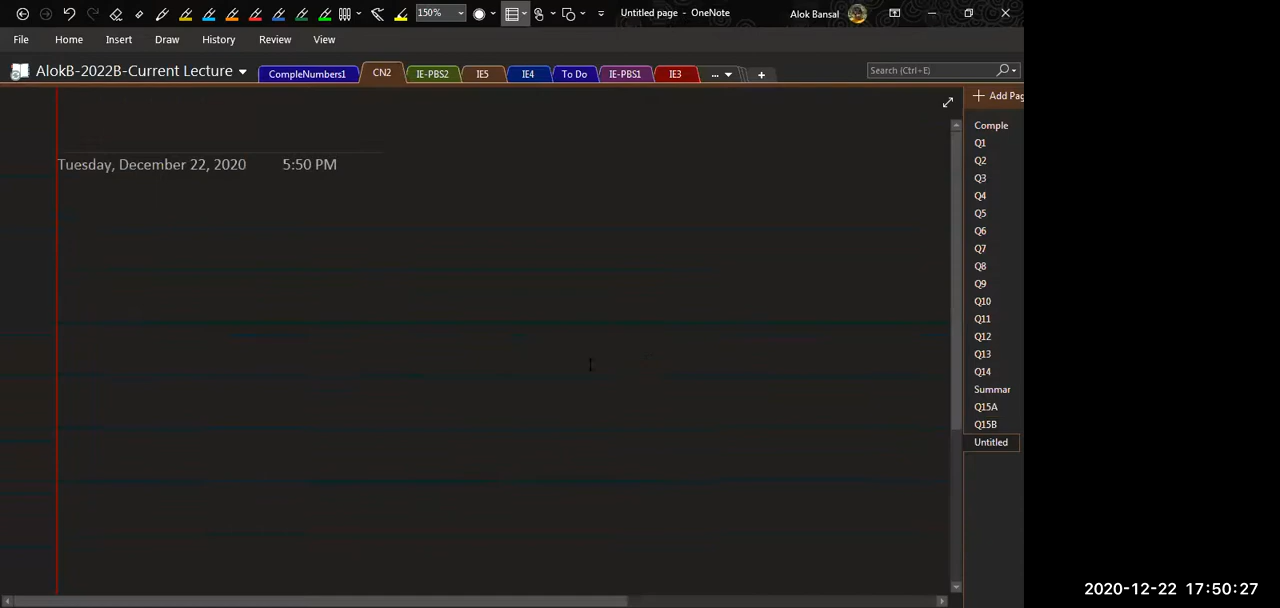 150% Untitled page - OneNote Alok Bansal
File Home Insert Draw History Review View
AlokB-2022B-Current Lecture CompleNumbers1 CN2 IE-PBS2 IE5 IE4 To Do IE-PBS1 IE3 ... + Search (Ctrl+E)
+ Add Pag
Tuesday, December 22, 2020 5:50 PM
Comple
Q1
Q2
Q3
Q4
Q5
Q6
Q7
Q8
Q9
Q10
Q11
Q12
Q13
Q14
Summar
Q15A
Q15B
Untitled
2020-12-22 17:50:27